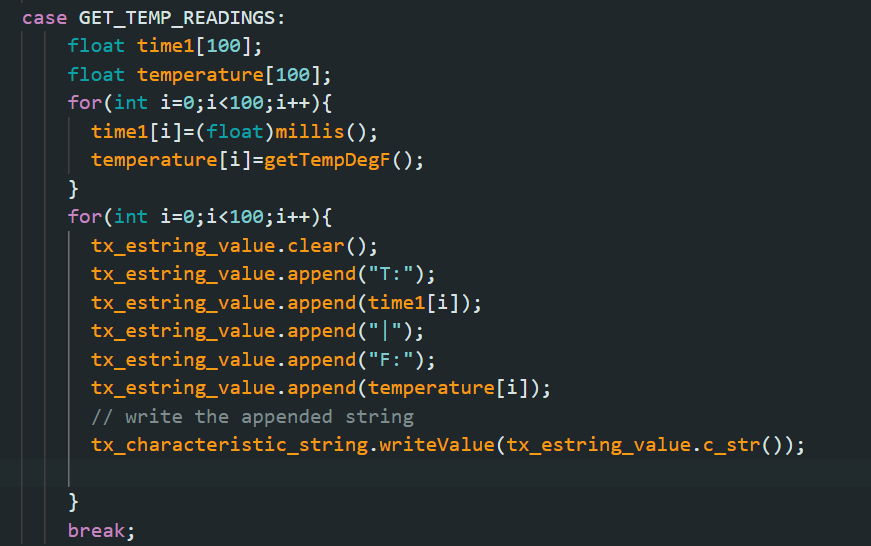 case GET_TEMP_READINGS:
float time1[100];
float temperature[100];
for(int i=0;i<100;i++){
time1[i]=(float)millis();
temperature[i]=getTempDegF();
}
for(int i=0;i<100;i++){
tx_estring_value.clear();
tx_estring_value.append("T:");
tx_estring_value.append(time1[i]);
tx_estring_value.append("|");
tx_estring_value.append("F:");
tx_estring_value.append(temperature[i]);
// write the appended string
tx_characteristic_string.writeValue(tx_estring_value.c_str());
}
break;